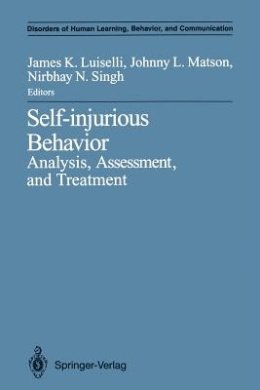 Disorders of Human Learning, Behavior, and Communication
James K. Luiselli, Johnny L. Matson,
Nirbhay N. Singh
Editors
Self-injurious
Behavior
Analysis, Assessment,
and Treatment
Springer-Verlag